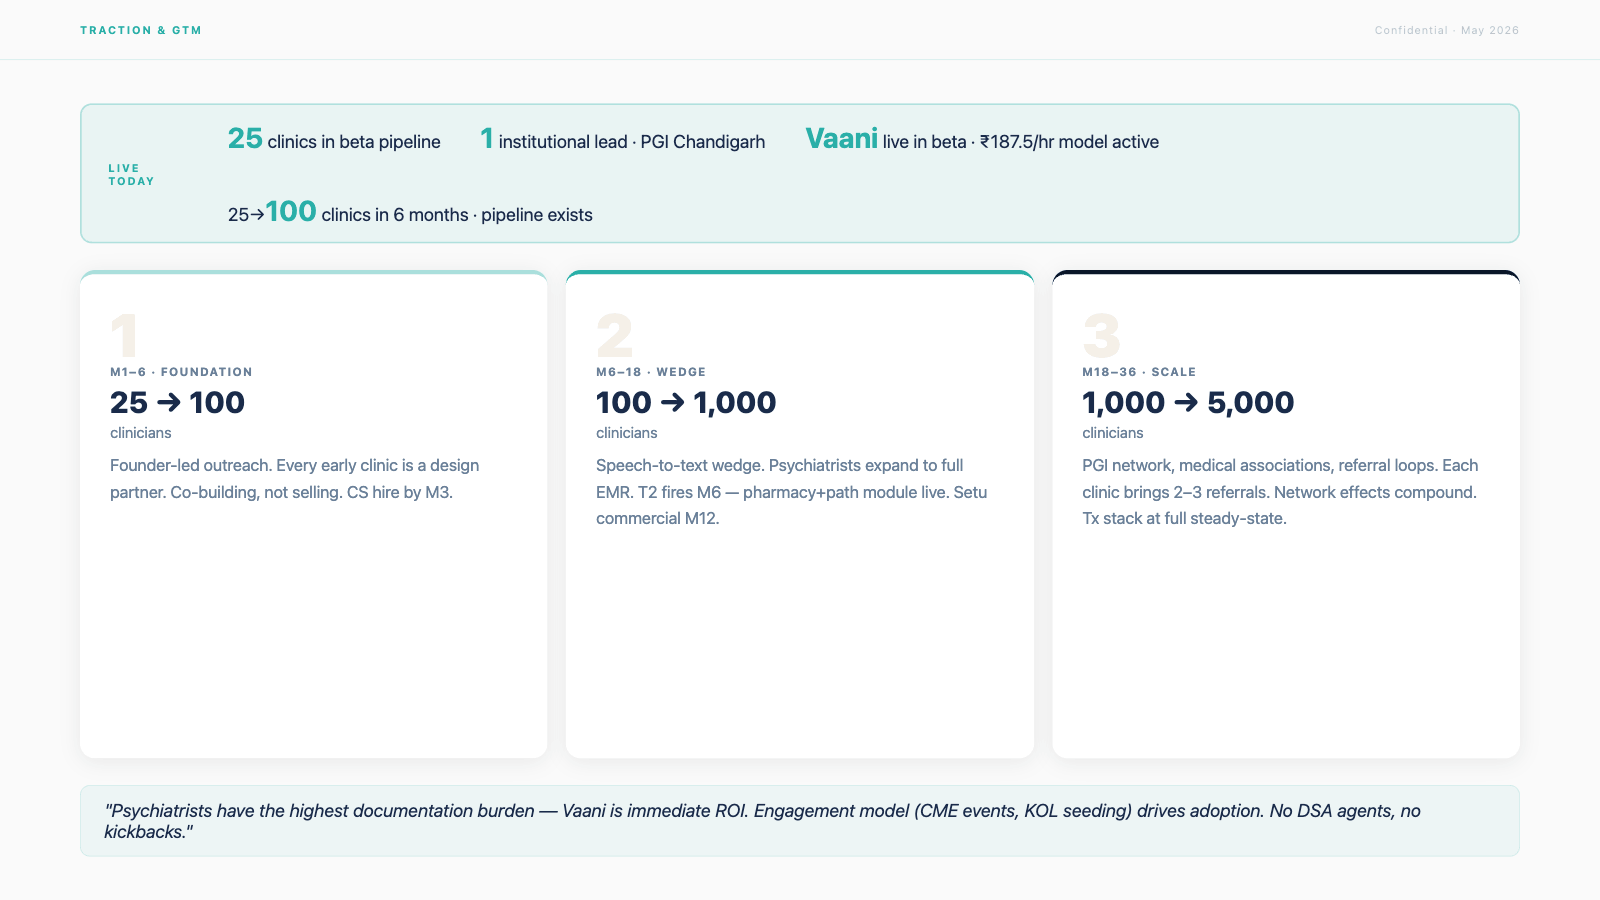 TRACTION & GTM
Confidential · May 2026
LIVE
TODAY
25 clinics in beta pipeline
1 institutional lead · PGI Chandigarh
Vaani live in beta · ₹187.5/hr model active
25→100 clinics in 6 months · pipeline exists
1
M1–6 · FOUNDATION
25 → 100
clinicians
Founder-led outreach. Every early clinic is a design
partner. Co-building, not selling. CS hire by M3.
2
M6–18 · WEDGE
100 → 1,000
clinicians
Speech-to-text wedge. Psychiatrists expand to full
EMR. T2 fires M6 — pharmacy+path module live. Setu
commercial M12.
3
M18–36 · SCALE
1,000 → 5,000
clinicians
PGI network, medical associations, referral loops. Each
clinic brings 2–3 referrals. Network effects compound.
Tx stack at full steady-state.
"Psychiatrists have the highest documentation burden — Vaani is immediate ROI. Engagement model (CME events, KOL seeding) drives adoption. No DSA agents, no
kickbacks."